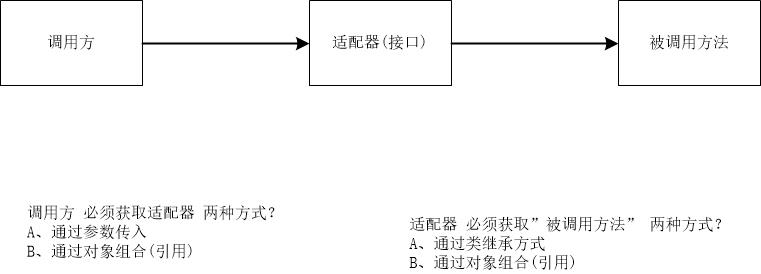 调用方
适配器(接口)
被调用方法
调用方 必须获取适配器 两种方式?
A、通过参数传入
B、通过对象组合(引用)
适配器 必须获取”被调用方法” 两种方式?
A、通过类继承方式
B、通过对象组合(引用)